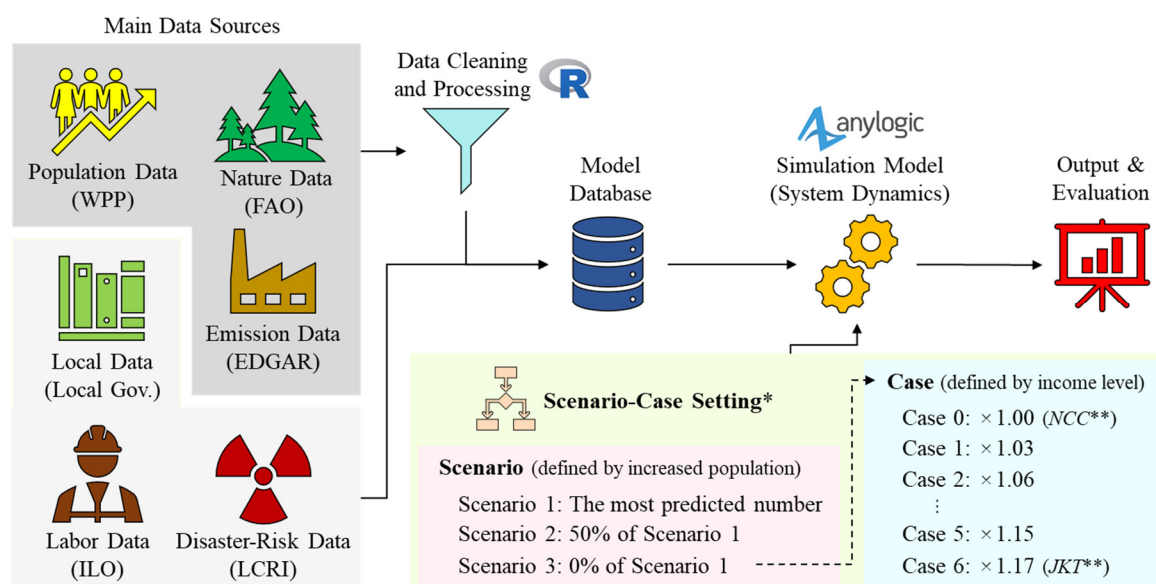 Main Data Sources
Population Data
(WPP)
Nature Data
(FAO)
Local Data
(Local Gov.)
Emission Data
(EDGAR)
Labor Data
(ILO)
Disaster-Risk Data
(LCRI)
Data Cleaning
and Processing
R
Model
Database
anylogic
Simulation Model
(System Dynamics)
Output &
Evaluation
Scenario-Case Setting*
Scenario (defined by increased population)
Scenario 1: The most predicted number
Scenario 2: 50% of Scenario 1
Scenario 3: 0% of Scenario 1
Case (defined by income level)
Case 0: ×1.00 (NCC**)
Case 1: ×1.03
Case 2: ×1.06
⋮
Case 5: ×1.15
Case 6: ×1.17 (JKT**)